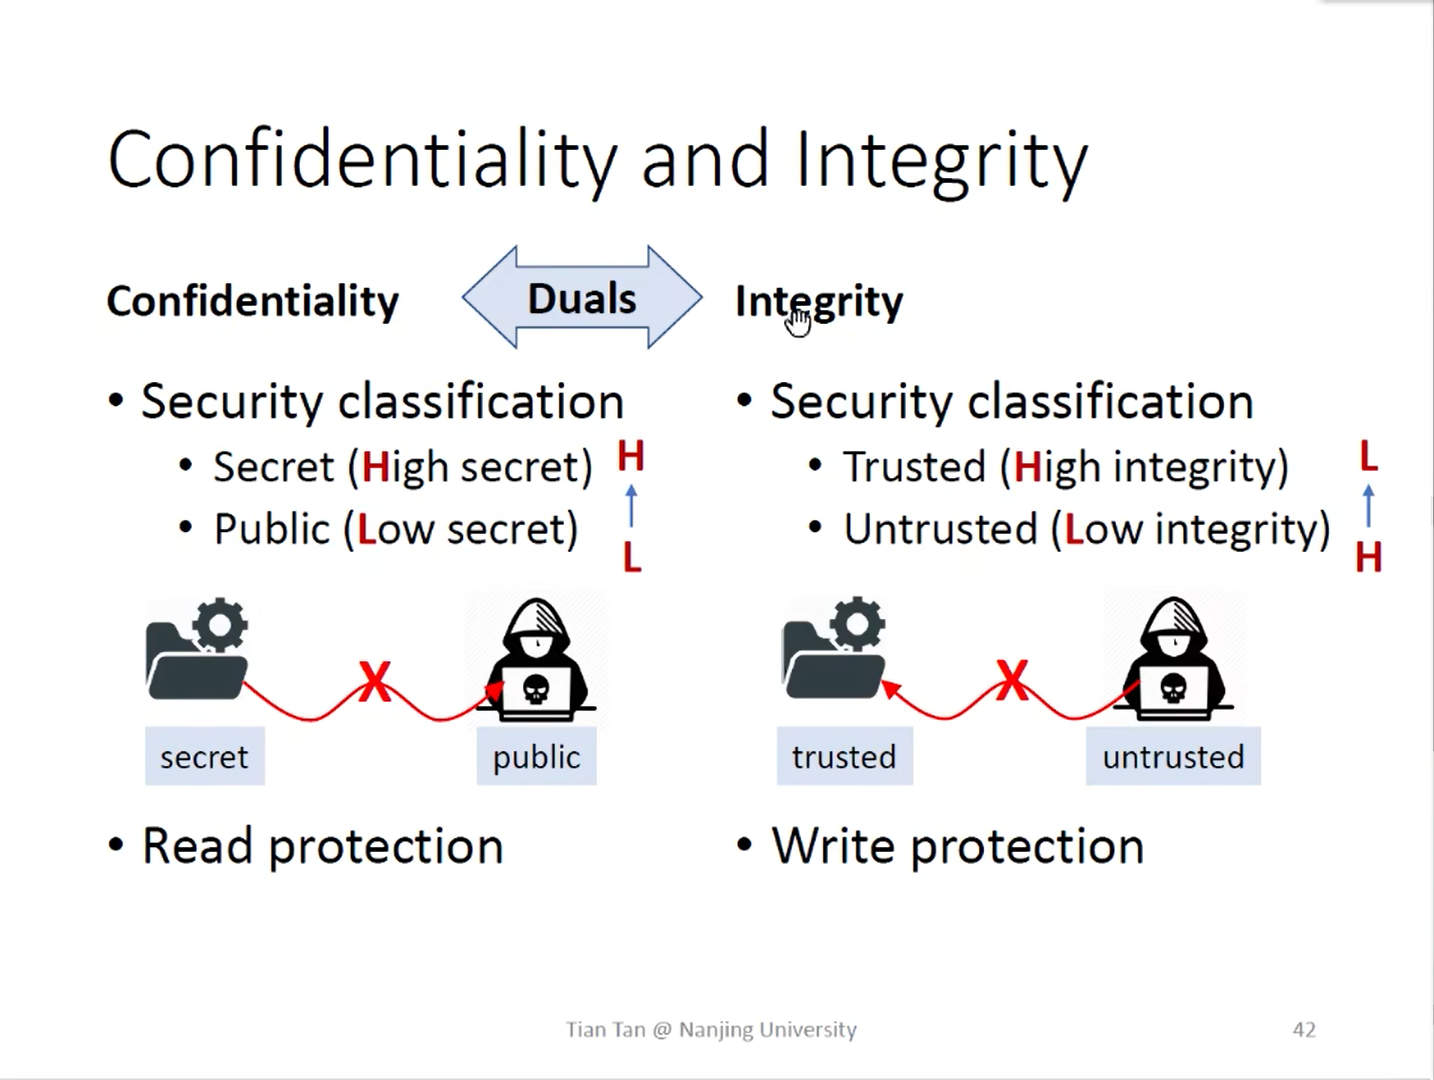 Confidentiality and Integrity
Duals
Confidentiality
• Security classification
• Secret (High secret)
• Public (Low secret)
H
L
X
secret
public
• Read protection
Integrity
• Security classification
• Trusted (High integrity)
• Untrusted (Low integrity)
L
H
X
trusted
untrusted
• Write protection
Tian Tan @ Nanjing University
42